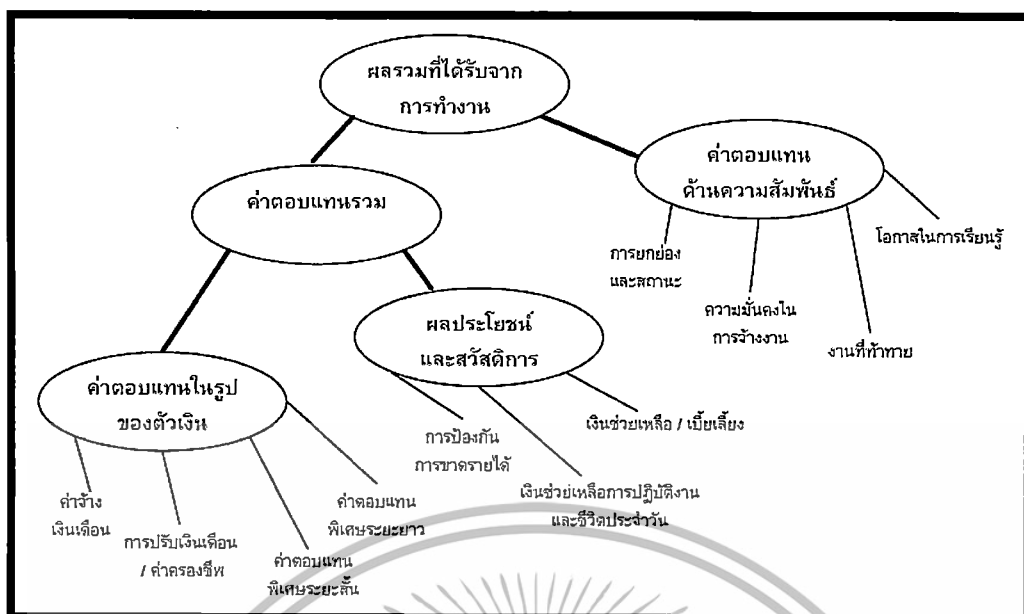 ผลรวมที่ได้รับจาก
การทำงาน
ค่าตอบแทน
ด้านความสัมพันธ์
ค่าตอบแทนรวม
โอกาสในการเรียนรู้
การยกย่อง
และสถานะ
ความมั่นคงใน
การจ้างงาน
งานที่ท้าทาย
ผลประโยชน์
และสวัสดิการ
ค่าตอบแทนในรูป
ของตัวเงิน
เงินช่วยเหลือ / เบี้ยเลี้ยง
การป้องกัน
การขาดรายได้
เงินช่วยเหลือการปฏิบัติงาน
และชีวิตประจำวัน
ค่าจ้าง
เงินเดือน
ค่าตอบแทน
พิเศษระยะยาว
การปรับเงินเดือน
/ ค่าครองชีพ
ค่าตอบแทน
พิเศษระยะสั้น